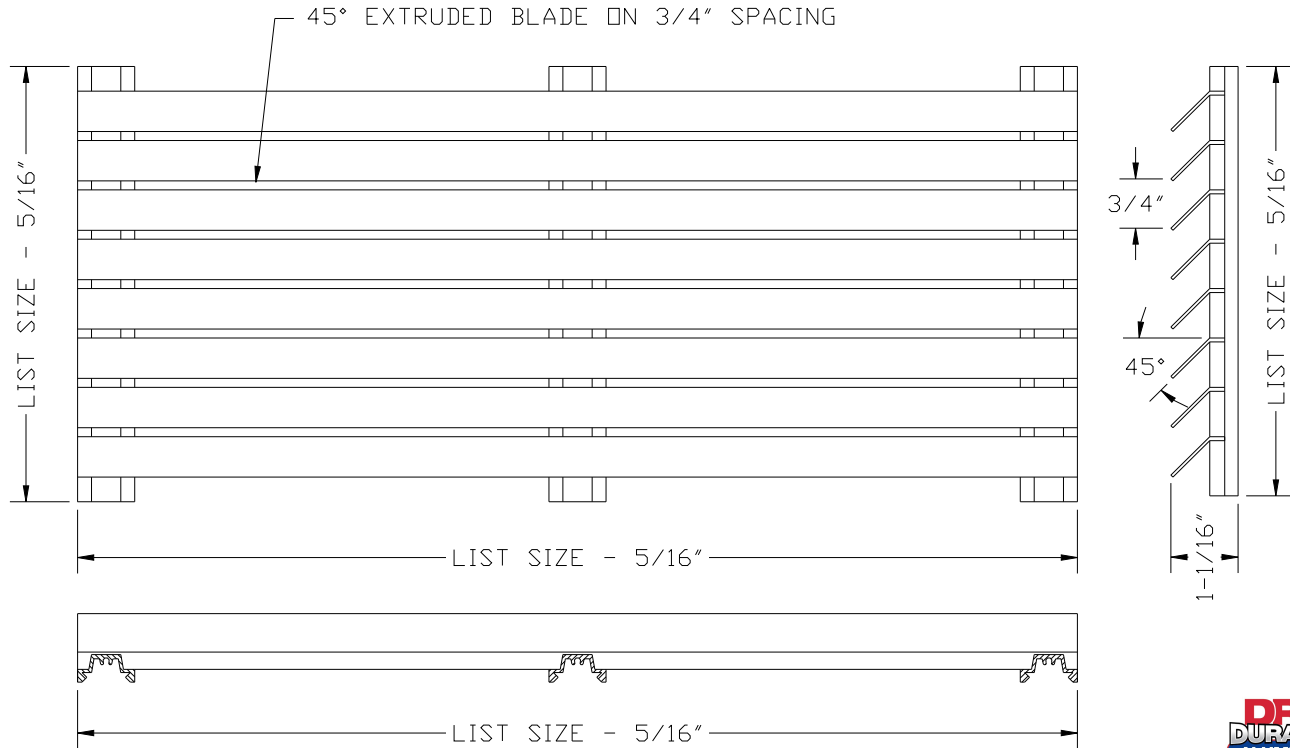 45° EXTRUDED BLADE ON 3/4" SPACING
LIST SIZE - 5/16"
3/4"
45°
LIST SIZE - 5/16"
1-1/16"
LIST SIZE - 5/16"
LIST SIZE - 5/16"